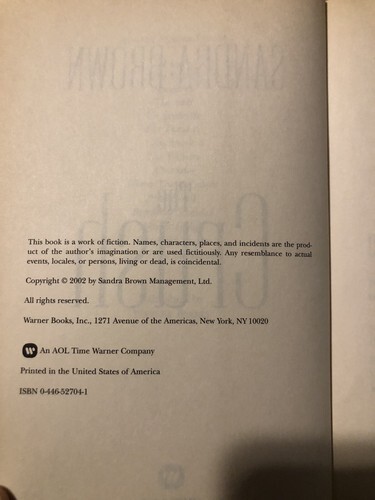 This book is a work of fiction. Names, characters, places, and incidents are the prod-
uct of the author's imagination or are used fictitiously. Any resemblance to actual
events, locales, or persons, living or dead, is coincidental.
Copyright © 2002 by Sandra Brown Management, Ltd.
All rights reserved.
Warner Books, Inc., 1271 Avenue of the Americas, New York, NY 10020
W An AOL Time Warner Company
Printed in the United States of America
ISBN 0-446-52704-1